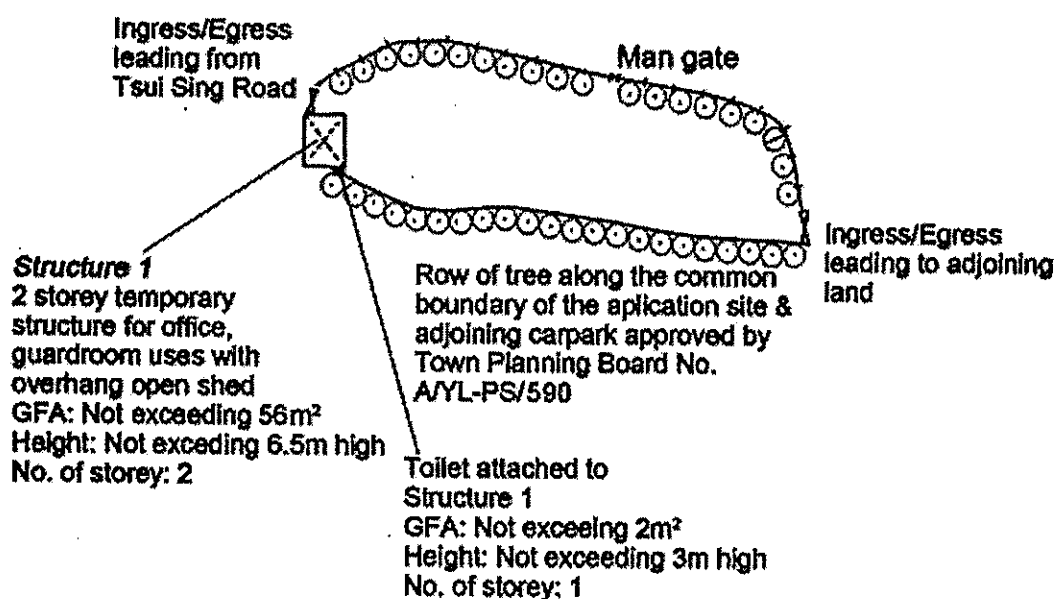 Ingress/Egress
leading from
Tsui Sing Road
Man gate
Ingress/Egress
leading to adjoining
land
Structure 1
2 storey temporary
structure for office,
guardroom uses with
overhang open shed
GFA: Not exceeding 56m²
Height: Not exceding 6.5m high
No. of storey: 2
Row of tree along the common
boundary of the aplication site &
adjoining carpark approved by
Town Planning Board No.
A/YL-PS/590
Toilet attached to
Structure 1
GFA: Not exceeing 2m²
Height: Not exceeding 3m high
No. of storey: 1